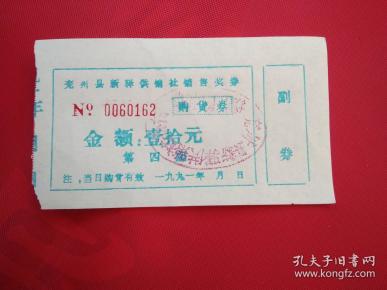 兖州县新驿供销社销售奖券
Nº 0060162
购货券
金额：壹拾元
第四
注：当日购货有效 一九九一年 月 日
副
券
孔夫子旧书网
www.kongfz.com